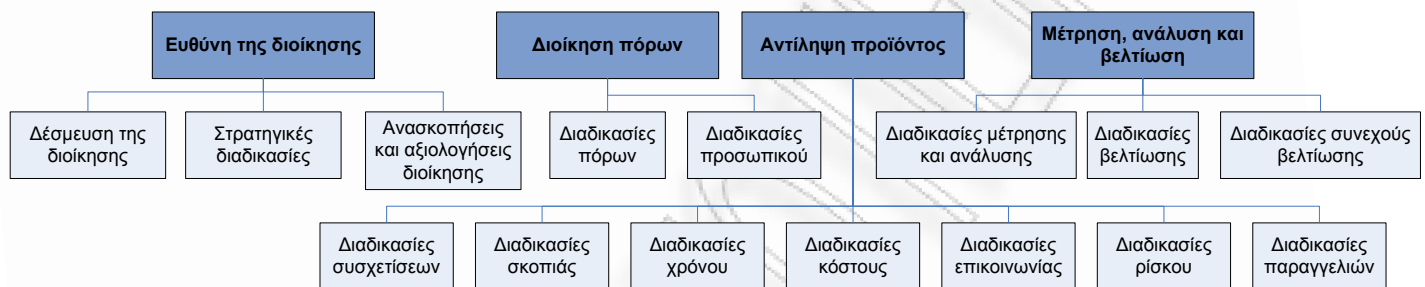 Ευθύνη της διοίκησης
Διοίκηση πόρων
Αντίληψη προϊόντος
Μέτρηση, ανάλυση και
βελτίωση
Δέσμευση της
διοίκησης
Στρατηγικές
διαδικασίες
Ανασκοπήσεις
και αξιολογήσεις
διοίκησης
Διαδικασίες
πόρων
Διαδικασίες
προσωπικού
Διαδικασίες μέτρησης
και ανάλυσης
Διαδικασίες
βελτίωσης
Διαδικασίες συνεχούς
βελτίωσης
Διαδικασίες
συσχετίσεων
Διαδικασίες
σκοπιάς
Διαδικασίες
χρόνου
Διαδικασίες
κόστους
Διαδικασίες
επικοινωνίας
Διαδικασίες
ρίσκου
Διαδικασίες
παραγγελιών